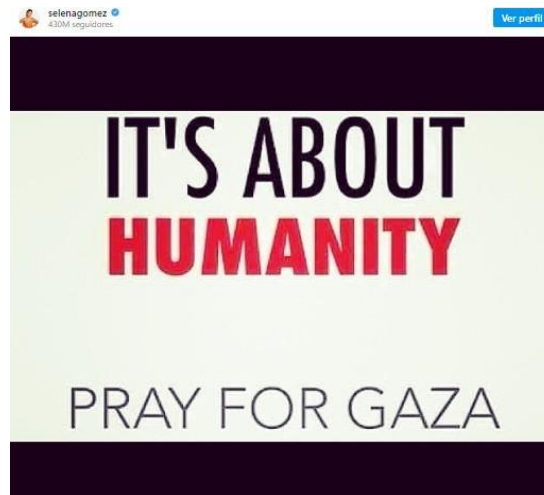 selenagomez
430M seguidores
Ver perfil
IT'S ABOUT
HUMANITY
PRAY FOR GAZA